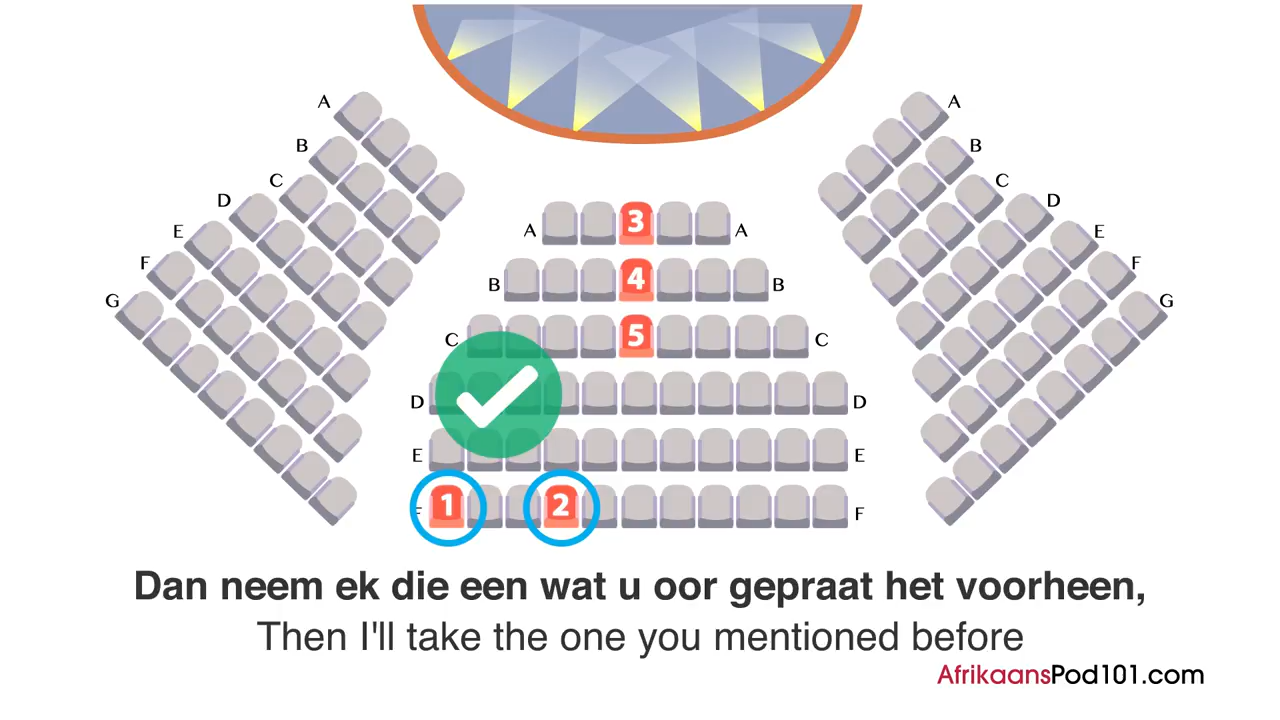 A A
B B
C C
D D
E E
F F
G G
A 3 A
B 4 B
C 5 C
D D
E E
F 1 2 F
Dan neem ek die een wat u oor gepraat het voorheen,
Then I'll take the one you mentioned before
AfrikaansPod101.com